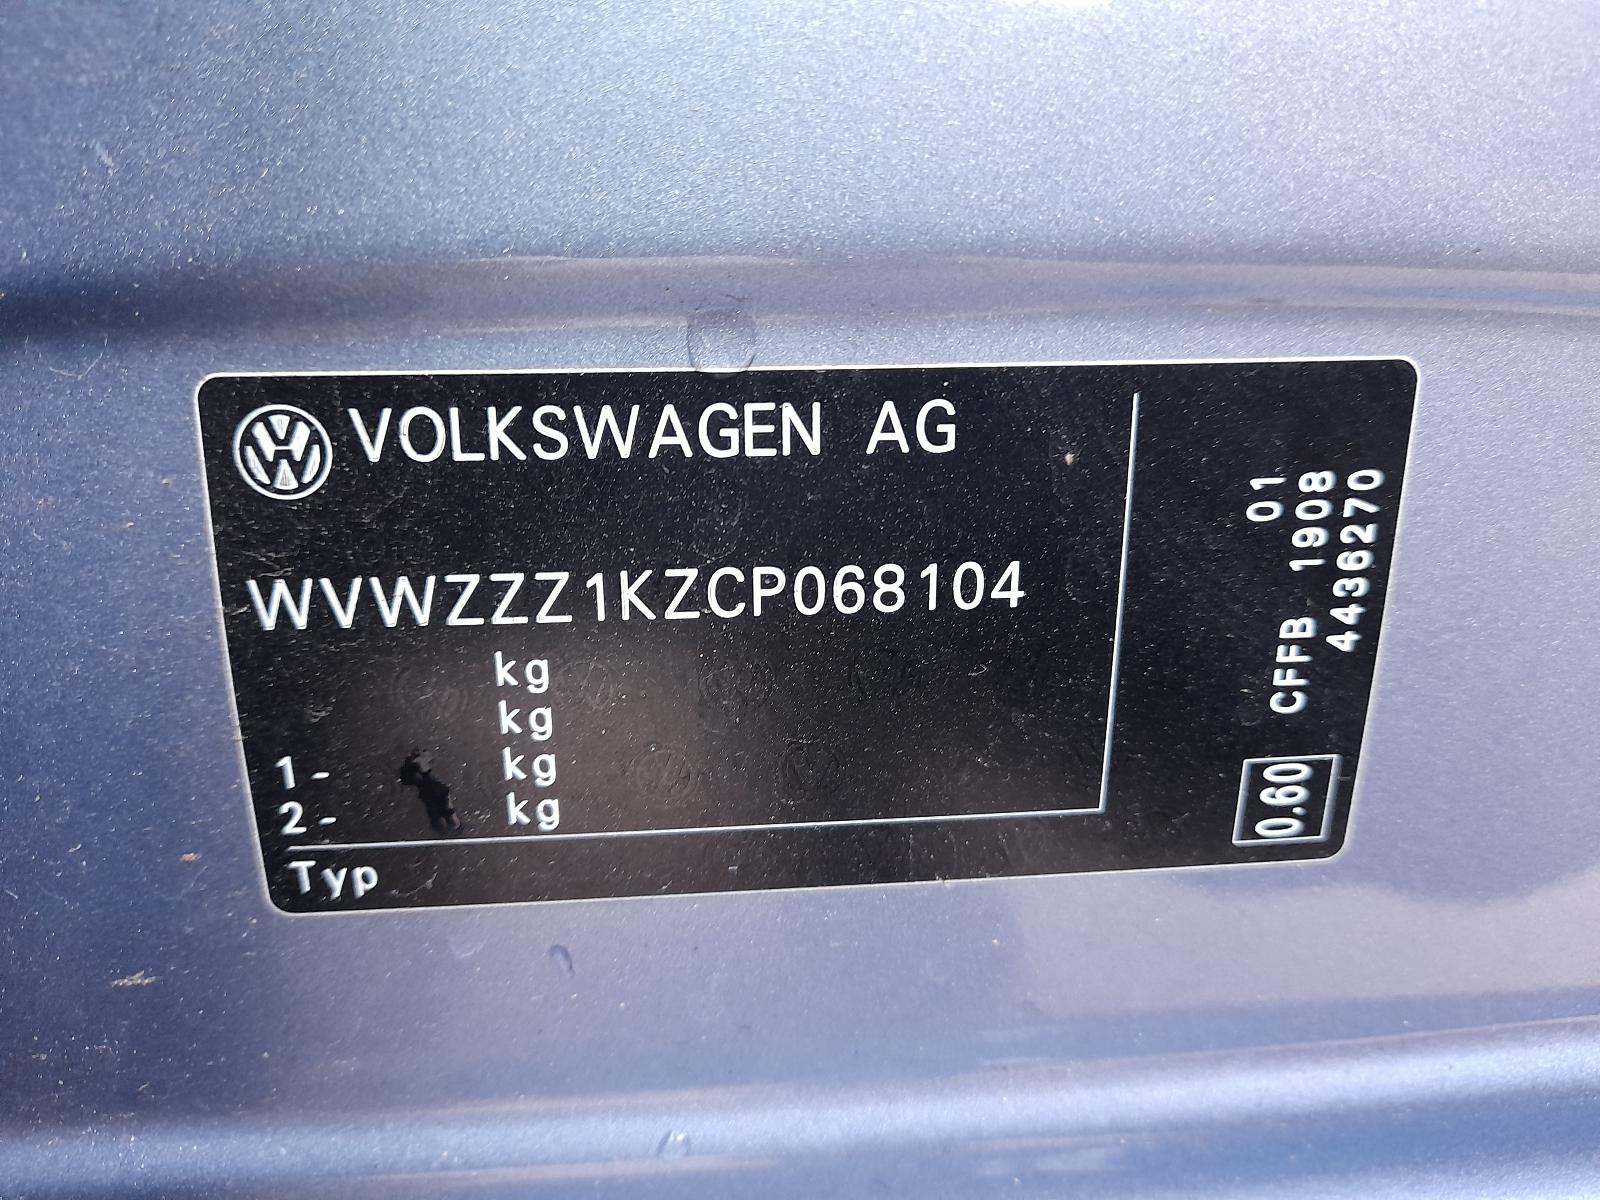 VOLKSWAGEN AG
WVWZZZ1KZCP068104
kg
kg
1- kg
2- kg
Typ
01
CFFB 1908
4436270
0.60